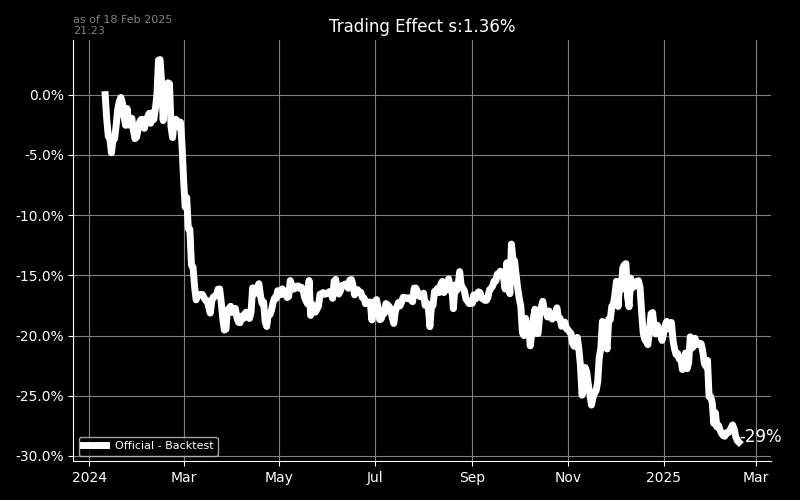 as of 18 Feb 2025
21:23
Trading Effect s:1.36%
0.0%
-5.0%
-10.0%
-15.0%
-20.0%
-25.0%
-30.0%
-29%
Official - Backtest
2024 Mar May Jul Sep Nov 2025 Mar